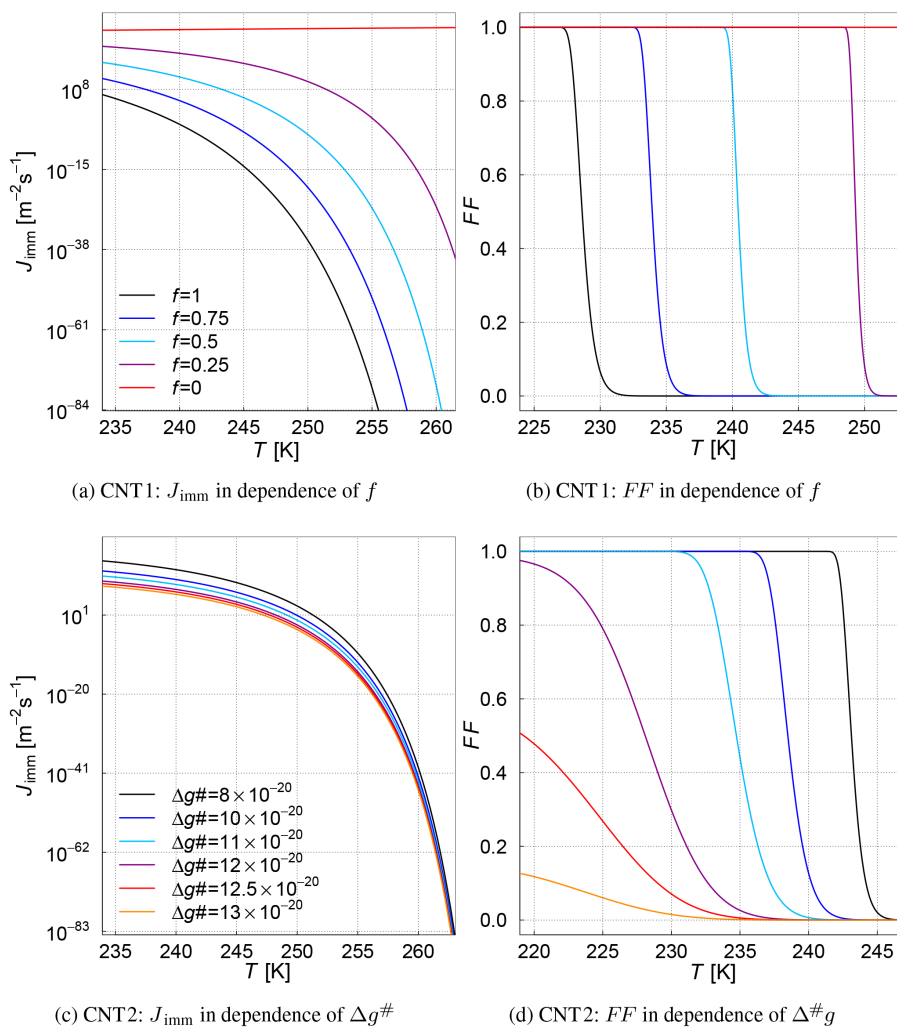 10⁸
10⁻¹⁵
10⁻³⁸
10⁻⁶¹
10⁻⁸⁴
J_imm [m⁻²s⁻¹]
f=1
f=0.75
f=0.5
f=0.25
f=0
235 240 245 250 255 260
T [K]
(a) CNT1: J_imm in dependence of f
1.0
0.8
0.6
0.4
0.2
0.0
FF
225 230 235 240 245 250
T [K]
(b) CNT1: FF in dependence of f
10¹
10⁻²⁰
10⁻⁴¹
10⁻⁶²
10⁻⁸³
J_imm [m⁻²s⁻¹]
Δg#=8×10⁻²⁰
Δg#=10×10⁻²⁰
Δg#=11×10⁻²⁰
Δg#=12×10⁻²⁰
Δg#=12.5×10⁻²⁰
Δg#=13×10⁻²⁰
235 240 245 250 255 260
T [K]
(c) CNT2: J_imm in dependence of Δg^#
1.0
0.8
0.6
0.4
0.2
0.0
FF
220 225 230 235 240 245
T [K]
(d) CNT2: FF in dependence of Δ^#g